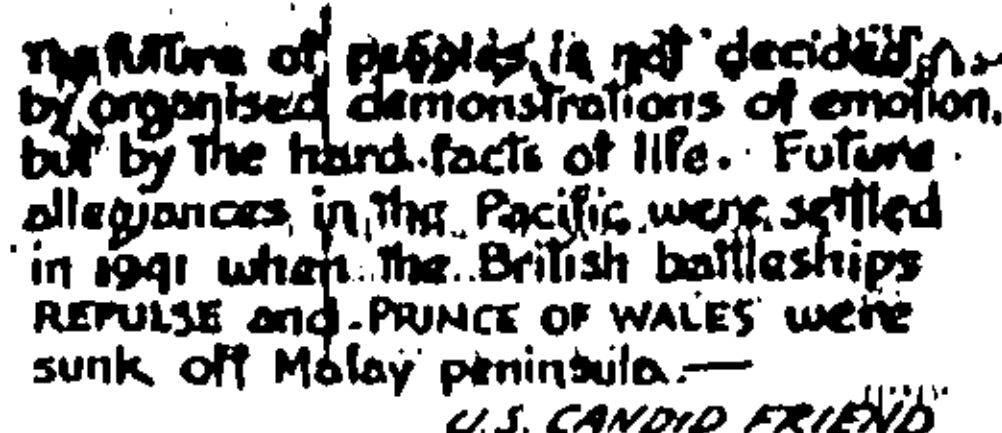 The future of peoples is not decided
by organised demonstrations of emotion,
but by the hard facts of life. Future
allegiances in the Pacific were settled
in 1941 when the British battleships
REPULSE and PRINCE OF WALES were
sunk off Malay peninsula.—
U.S. CANDID FRIEND